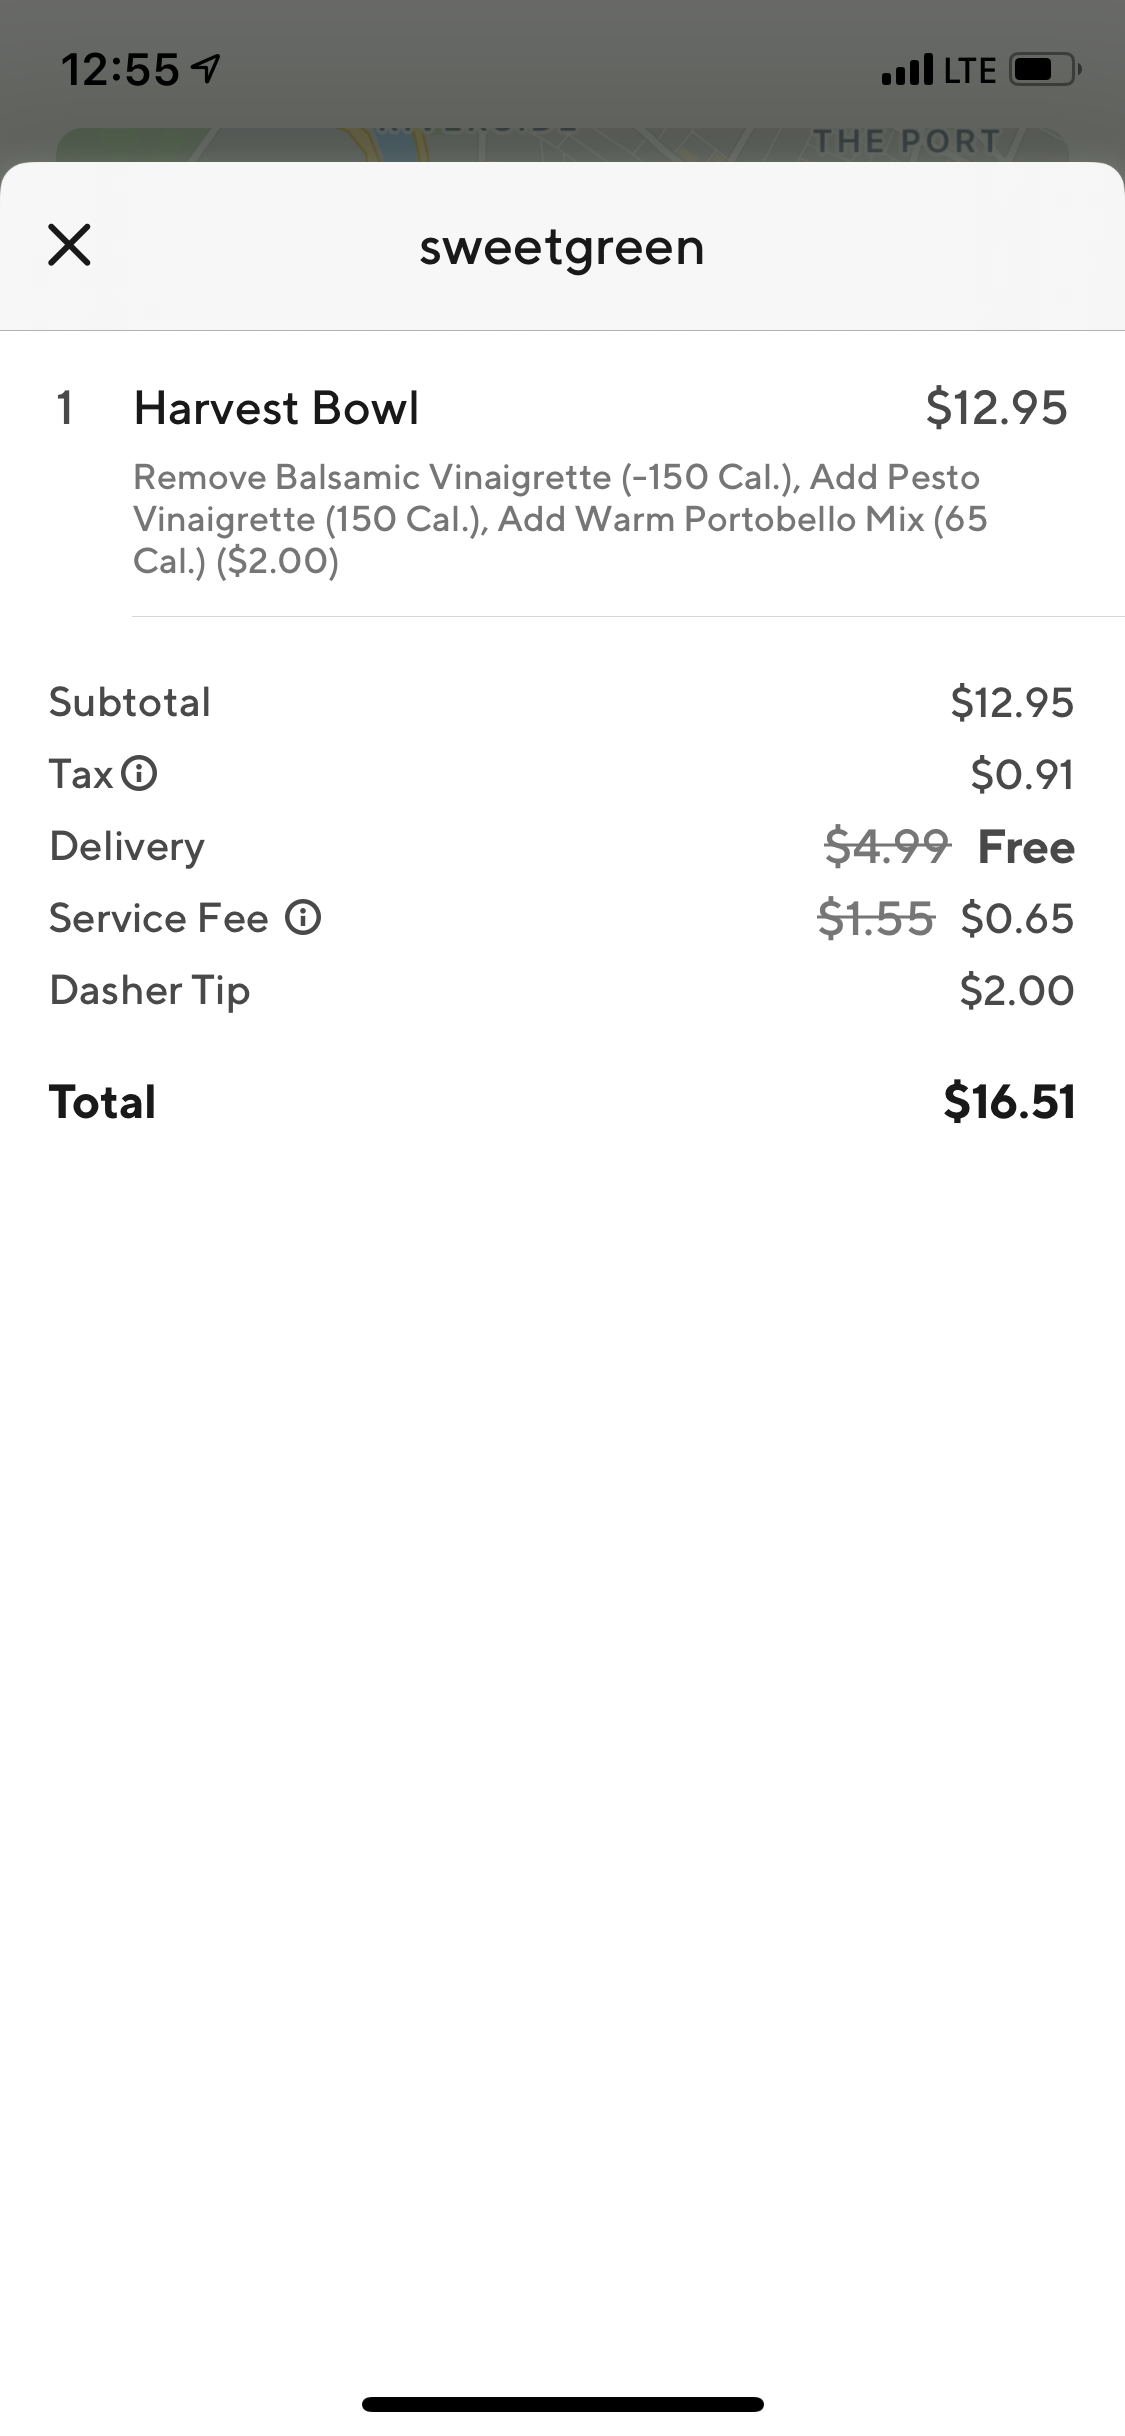 12:55 LTE
THE PORT
sweetgreen
1 Harvest Bowl $12.95
Remove Balsamic Vinaigrette (-150 Cal.), Add Pesto
Vinaigrette (150 Cal.), Add Warm Portobello Mix (65
Cal.) ($2.00)
Subtotal $12.95
Tax $0.91
Delivery $4.99 Free
Service Fee $1.55 $0.65
Dasher Tip $2.00
Total $16.51